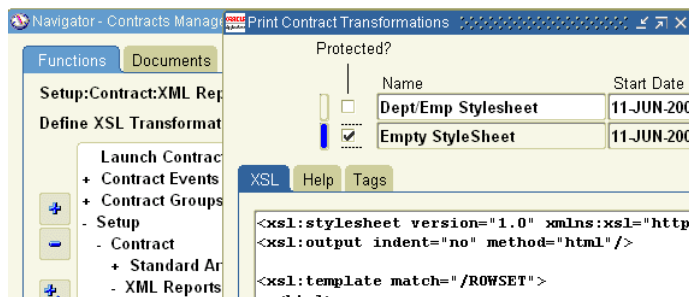 Navigator - Contracts Manage
Print Contract Transformations
Functions
Documents
Setup:Contract:XML Rep
Define XSL Transformat
Launch Contrac
+ Contract Events
+ Contract Groups
- Setup
- Contract
+ Standard Ar
- XML Reports
Protected?
Name
Start Date
Dept/Emp Stylesheet
11-JUN-200
Empty StyleSheet
11-JUN-200
XSL
Help
Tags
<xsl:stylesheet version="1.0" xmlns:xsl="http
<xsl:output indent="no" method="html"/>
<xsl:template match="/ROWSET">